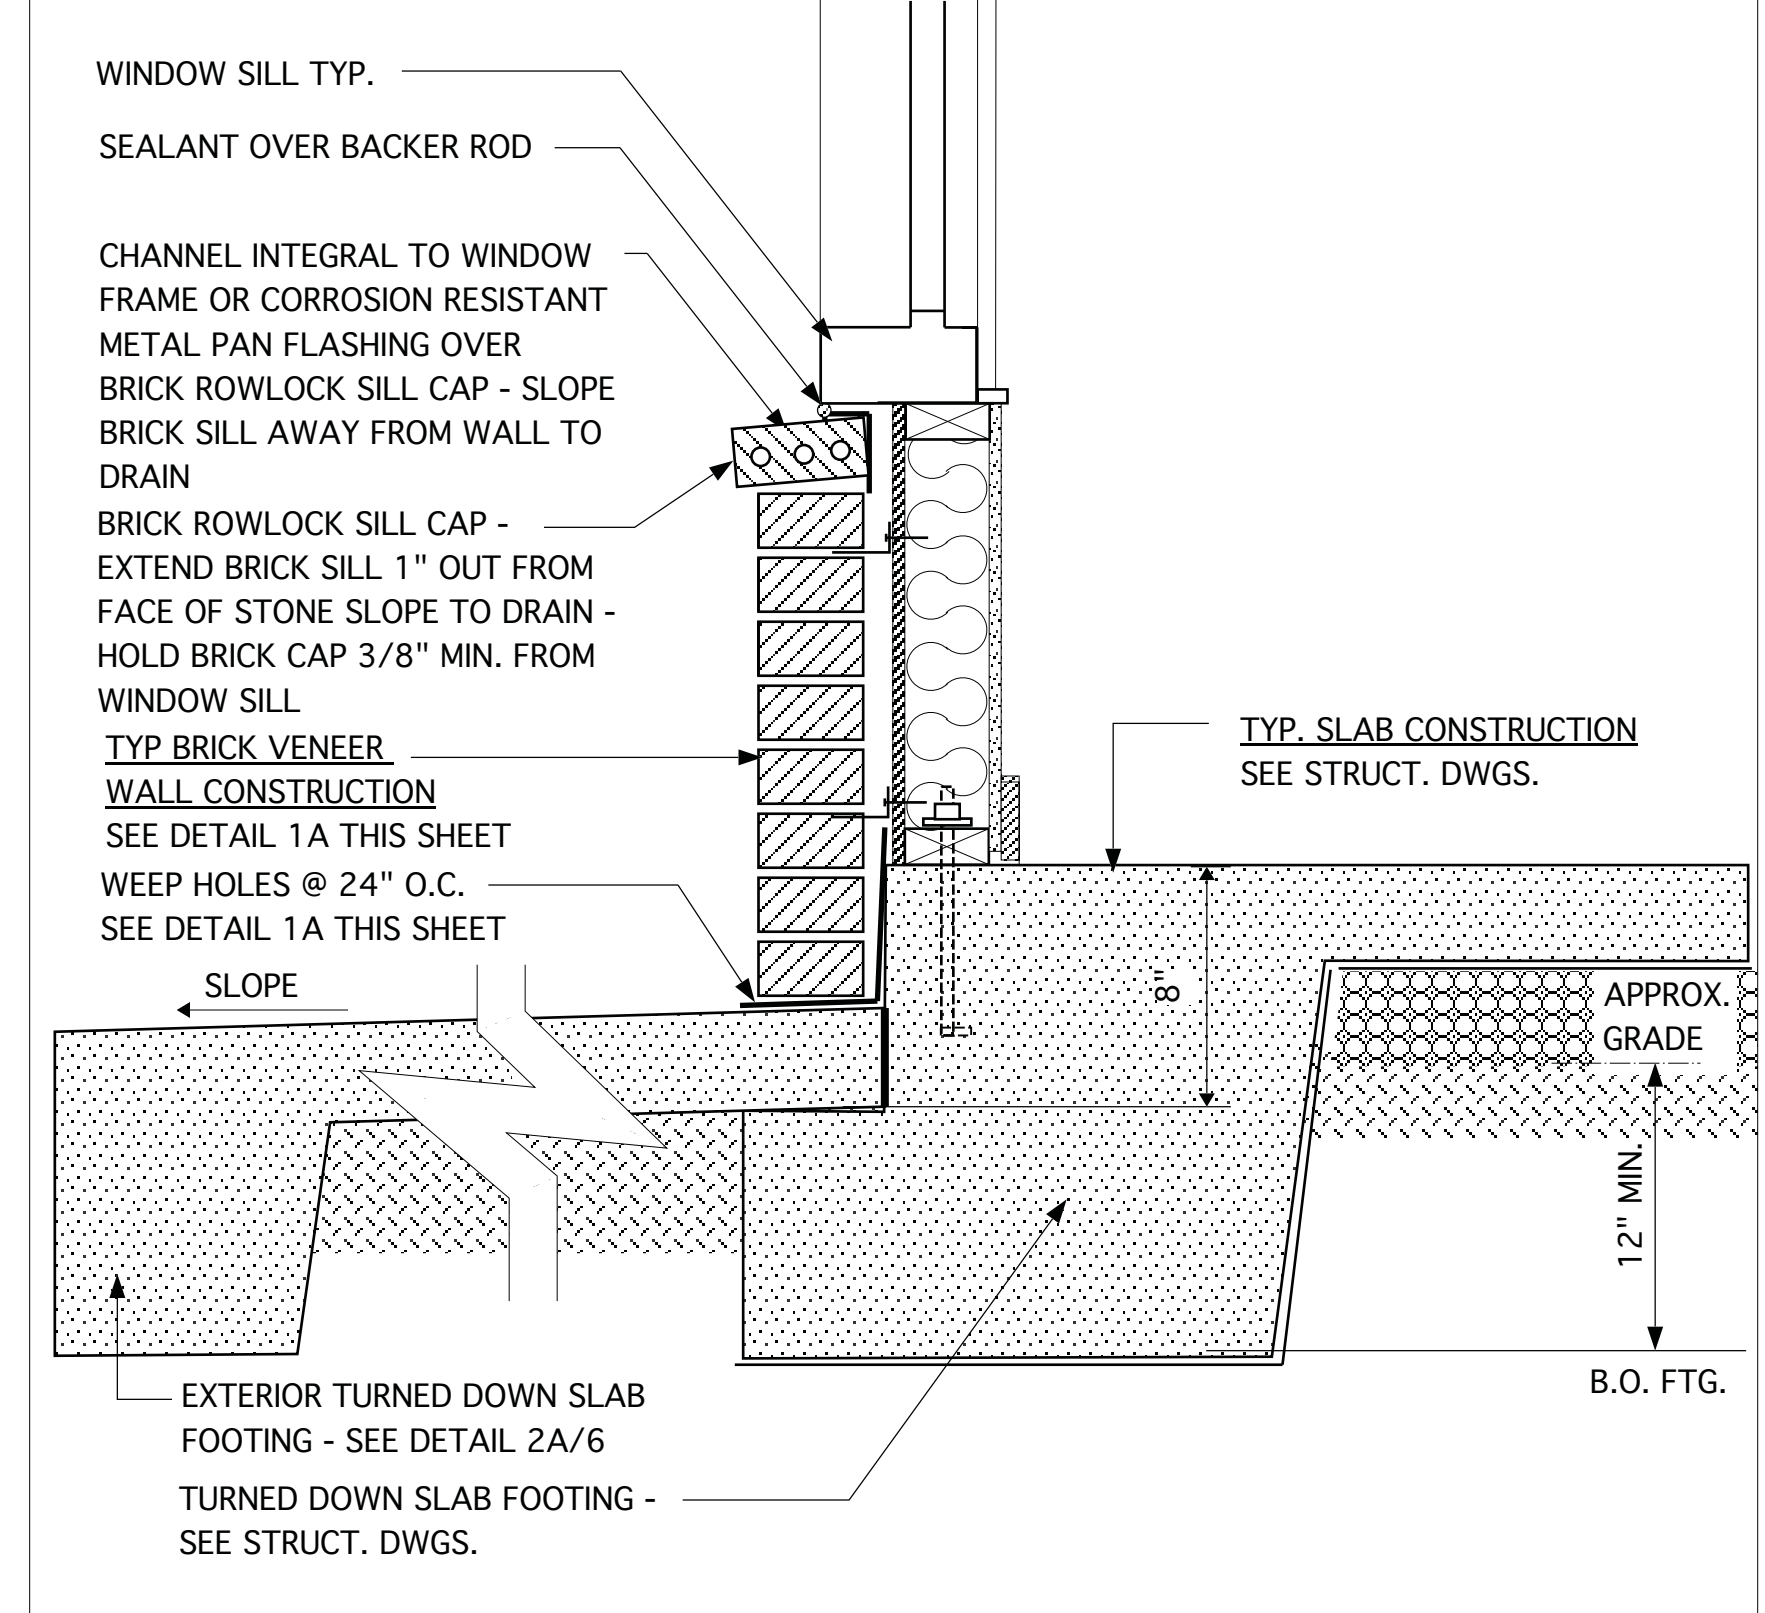 WINDOW SILL TYP.
SEALANT OVER BACKER ROD
CHANNEL INTEGRAL TO WINDOW
FRAME OR CORROSION RESISTANT
METAL PAN FLASHING OVER
BRICK ROWLOCK SILL CAP - SLOPE
BRICK SILL AWAY FROM WALL TO
DRAIN
BRICK ROWLOCK SILL CAP -
EXTEND BRICK SILL 1" OUT FROM
FACE OF STONE SLOPE TO DRAIN -
HOLD BRICK CAP 3/8" MIN. FROM
WINDOW SILL
TYP BRICK VENEER
WALL CONSTRUCTION
SEE DETAIL 1A THIS SHEET
WEEP HOLES @ 24" O.C.
SEE DETAIL 1A THIS SHEET
SLOPE
TYP. SLAB CONSTRUCTION
SEE STRUCT. DWGS.
8"
APPROX.
GRADE
12" MIN.
B.O. FTG.
EXTERIOR TURNED DOWN SLAB
FOOTING - SEE DETAIL 2A/6
TURNED DOWN SLAB FOOTING -
SEE STRUCT. DWGS.